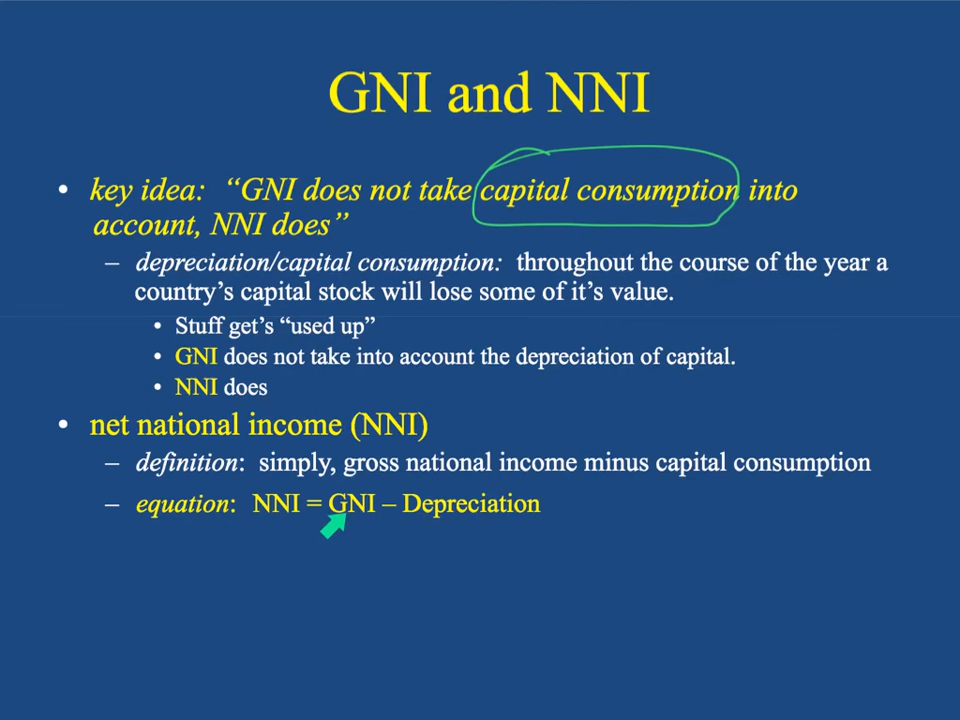 GNI and NNI
• key idea: “GNI does not take capital consumption into
account, NNI does”
– depreciation/capital consumption: throughout the course of the year a
country’s capital stock will lose some of it’s value.
• Stuff get’s “used up”
• GNI does not take into account the depreciation of capital.
• NNI does
• net national income (NNI)
– definition: simply, gross national income minus capital consumption
– equation: NNI = GNI – Depreciation